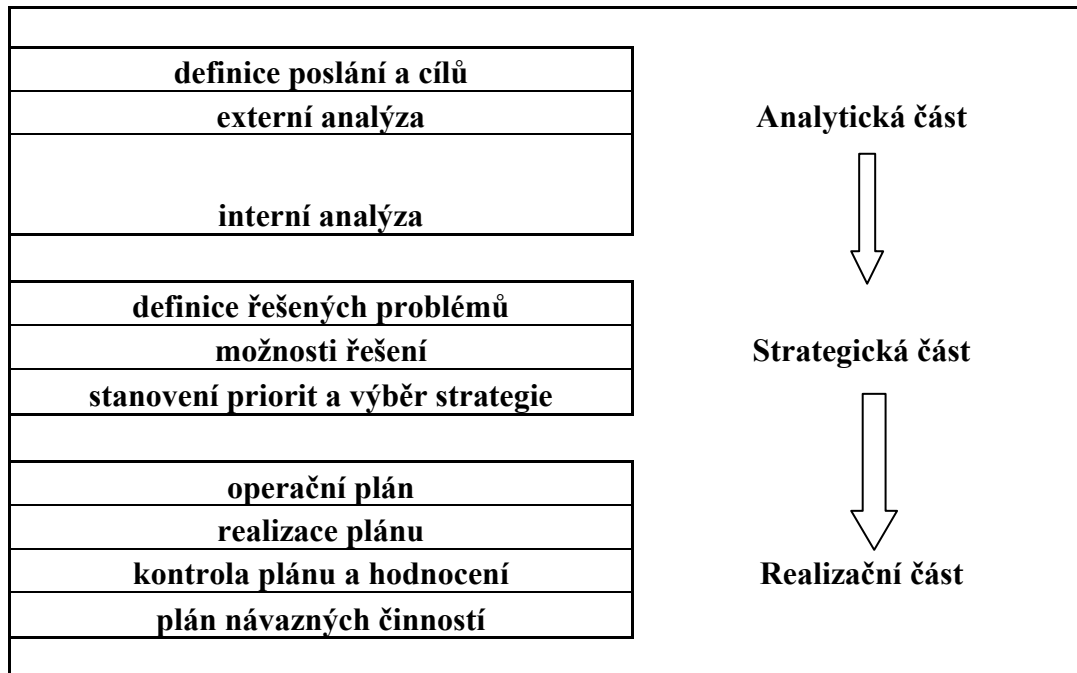 definice poslání a cílů
externí analýza
Analytická část
interní analýza
definice řešených problémů
možnosti řešení
Strategická část
stanovení priorit a výběr strategie
operační plán
realizace plánu
kontrola plánu a hodnocení
Realizační část
plán návazných činností